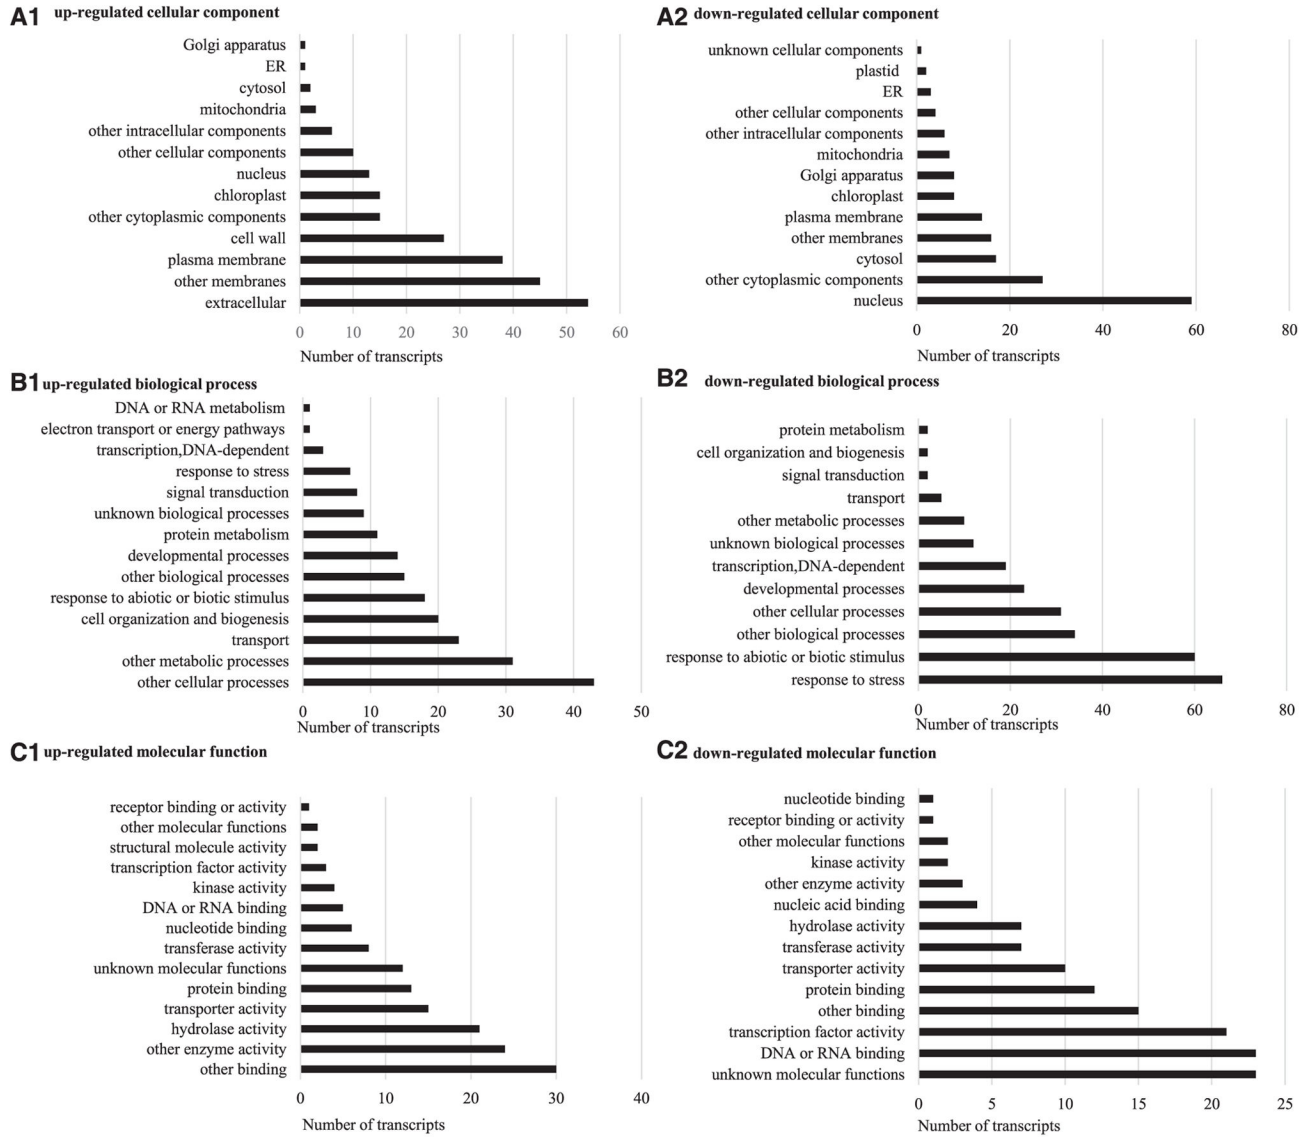 A1 up-regulated cellular component
Golgi apparatus
ER
cytosol
mitochondria
other intracellular components
other cellular components
nucleus
chloroplast
other cytoplasmic components
cell wall
plasma membrane
other membranes
extracellular
0 10 20 30 40 50 60
Number of transcripts
A2 down-regulated cellular component
unknown cellular components
plastid
ER
other cellular components
other intracellular components
mitochondria
Golgi apparatus
chloroplast
plasma membrane
other membranes
cytosol
other cytoplasmic components
nucleus
0 20 40 60 80
Number of transcripts
B1 up-regulated biological process
DNA or RNA metabolism
electron transport or energy pathways
transcription,DNA-dependent
response to stress
signal transduction
unknown biological processes
protein metabolism
developmental processes
other biological processes
response to abiotic or biotic stimulus
cell organization and biogenesis
transport
other metabolic processes
other cellular processes
0 10 20 30 40 50
Number of transcripts
B2 down-regulated biological process
protein metabolism
cell organization and biogenesis
signal transduction
transport
other metabolic processes
unknown biological processes
transcription,DNA-dependent
developmental processes
other cellular processes
other biological processes
response to abiotic or biotic stimulus
response to stress
0 20 40 60 80
Number of transcripts
C1 up-regulated molecular function
receptor binding or activity
other molecular functions
structural molecule activity
transcription factor activity
kinase activity
DNA or RNA binding
nucleotide binding
transferase activity
unknown molecular functions
protein binding
transporter activity
hydrolase activity
other enzyme activity
other binding
0 10 20 30 40
Number of transcripts
C2 down-regulated molecular function
nucleotide binding
receptor binding or activity
other molecular functions
kinase activity
other enzyme activity
nucleic acid binding
hydrolase activity
transferase activity
transporter activity
protein binding
other binding
transcription factor activity
DNA or RNA binding
unknown molecular functions
0 5 10 15 20 25
Number of transcripts